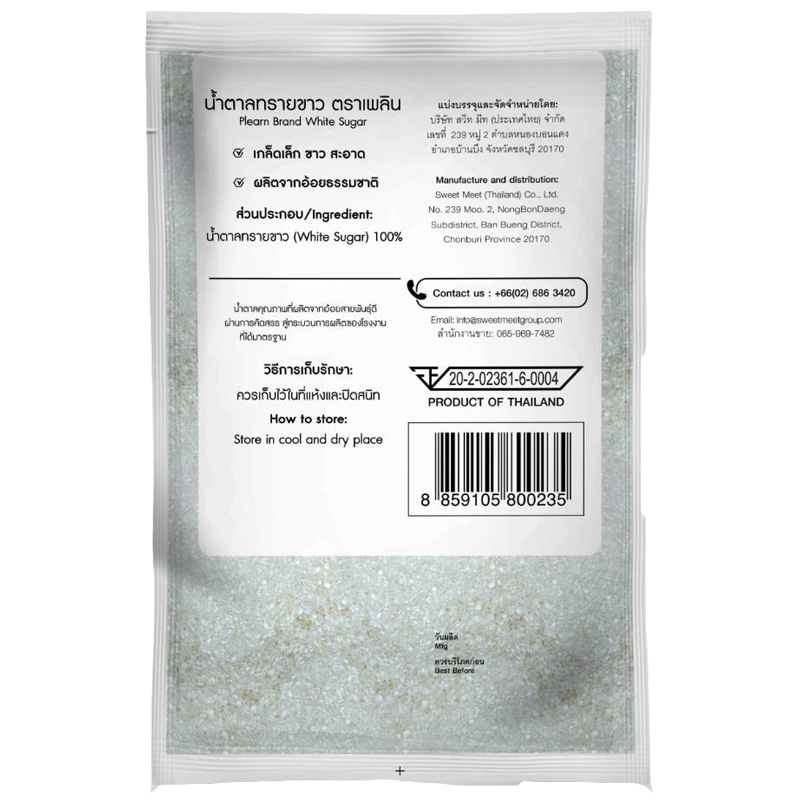 น้ำตาลทรายขาว ตราเพลิน
Plearn Brand White Sugar
เกล็ดเล็ก ขาว สะอาด
ผลิตจากอ้อยธรรมชาติ
ส่วนประกอบ/Ingredient:
น้ำตาลทรายขาว (White Sugar) 100%
น้ำตาลคุณภาพที่ผลิตจากอ้อยสายพันธุ์ดี
ผ่านการคัดสรร สู่กระบวนการผลิตของโรงงาน
ที่ได้มาตรฐาน
วิธีการเก็บรักษา:
ควรเก็บไว้ในที่แห้งและปิดสนิท
How to store:
Store in cool and dry place
แบ่งบรรจุและจัดจำหน่ายโดย:
บริษัท สวีท มีท (ประเทศไทย) จำกัด
เลขที่ 239 หมู่ 2 ตำบลหนองบอนแดง
อำเภอบ้านบึง จังหวัดชลบุรี 20170
Manufacture and distribution:
Sweet Meet (Thailand) Co., Ltd.
No. 239 Moo. 2, NongBonDaeng
Subdistrict, Ban Bueng District,
Chonburi Province 20170
Contact us : +66(02) 686 3420
Email: info@sweetmeetgroup.com
สำนักงานขาย: 065-969-7482
20-2-02361-6-0004
PRODUCT OF THAILAND
8 859105 800235
วันผลิต
Mfg
ควรบริโภคก่อน
Best Before